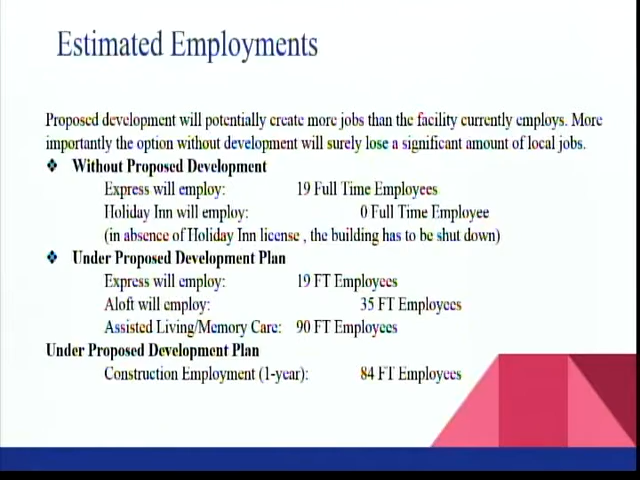 Estimated Employments
Proposed development will potentially create more jobs than the facility currently employs. More
importantly the option without development will surely lose a significant amount of local jobs.
❖ Without Proposed Development
Express will employ: 19 Full Time Employees
Holiday Inn will employ: 0 Full Time Employee
(in absence of Holiday Inn license , the building has to be shut down)
❖ Under Proposed Development Plan
Express will employ: 19 FT Employees
Aloft will employ: 35 FT Employees
Assisted Living/Memory Care: 90 FT Employees
Under Proposed Development Plan
Construction Employment (1-year): 84 FT Employees